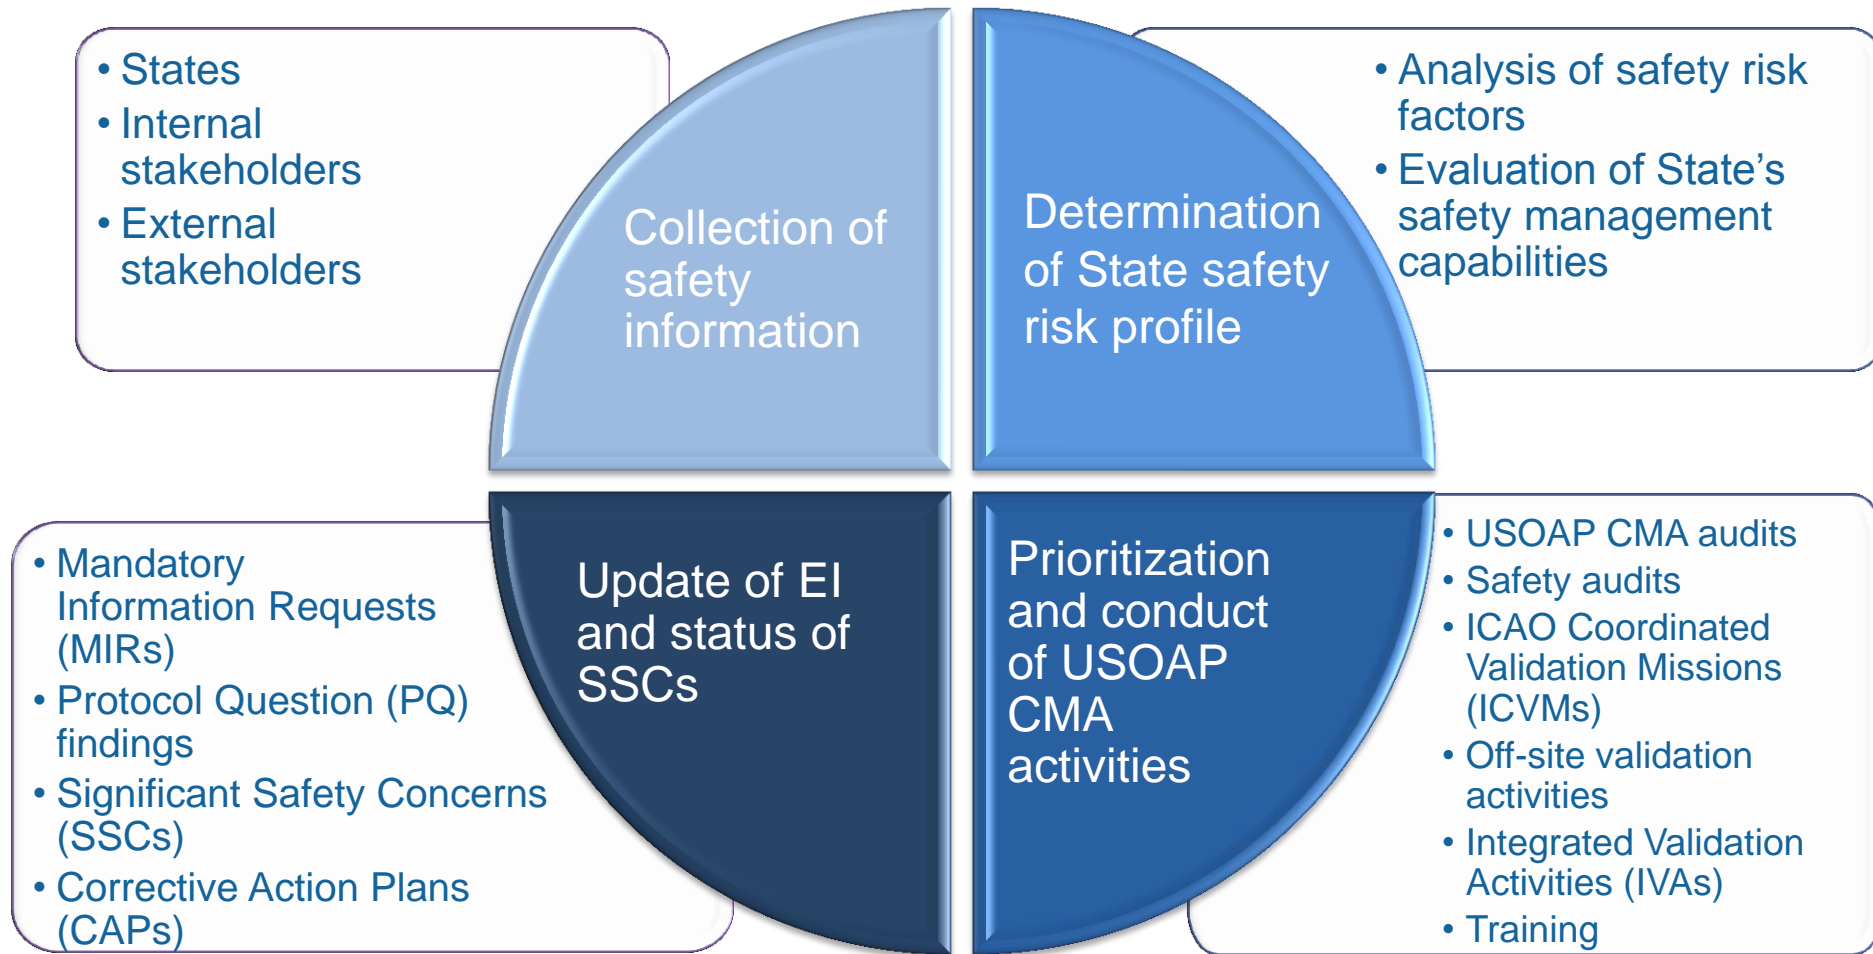 • States
• Internal
stakeholders
• External
stakeholders
Collection of
safety
information
Determination
of State safety
risk profile
• Analysis of safety risk
factors
• Evaluation of State’s
safety management
capabilities
• Mandatory
Information Requests
(MIRs)
• Protocol Question (PQ)
findings
• Significant Safety Concerns
(SSCs)
• Corrective Action Plans
(CAPs)
Update of EI
and status of
SSCs
Prioritization
and conduct
of USOAP
CMA
activities
• USOAP CMA audits
• Safety audits
• ICAO Coordinated
Validation Missions
(ICVMs)
• Off-site validation
activities
• Integrated Validation
Activities (IVAs)
• Training